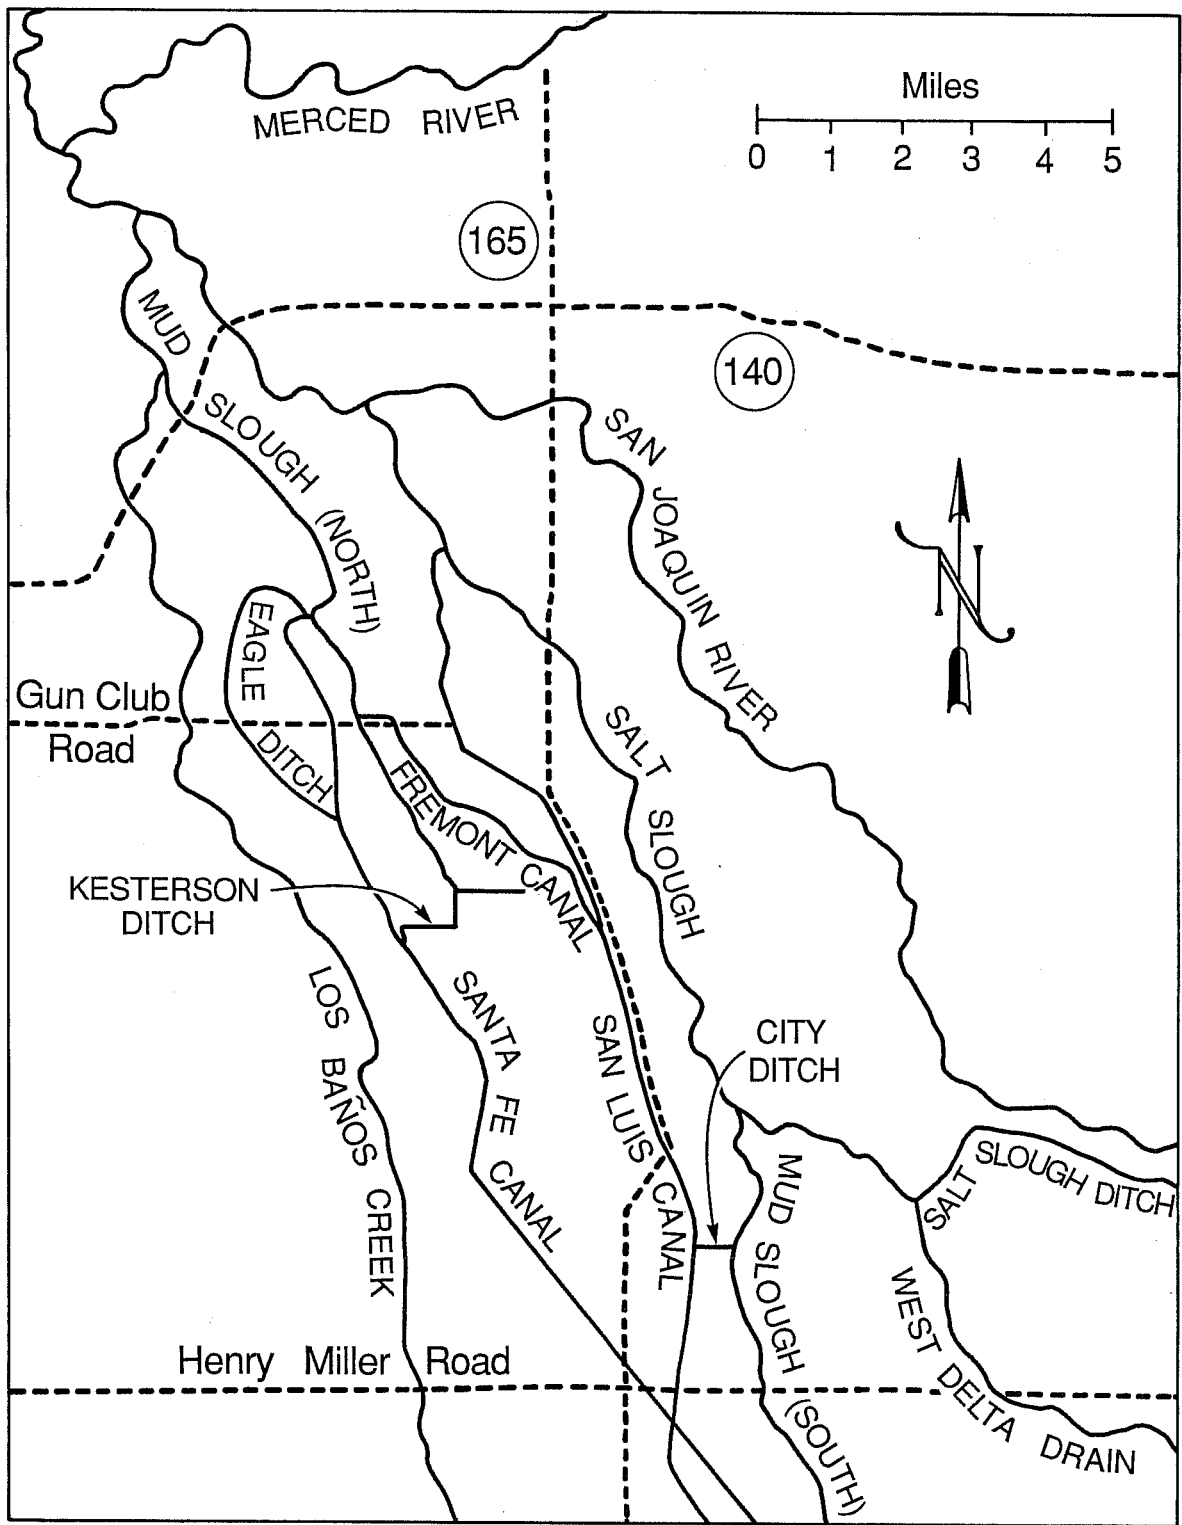 MERCED RIVER
Miles
0 1 2 3 4 5
165
140
MUD SLOUGH (NORTH)
SAN JOAQUIN RIVER
N
EAGLE DITCH
Gun Club
Road
SALT SLOUGH
FREMONT CANAL
KESTERSON
DITCH
LOS BAÑOS CREEK
SANTA FE CANAL
SAN LUIS CANAL
CITY
DITCH
MUD SLOUGH (SOUTH)
SALT SLOUGH DITCH
WEST DELTA DRAIN
Henry Miller Road